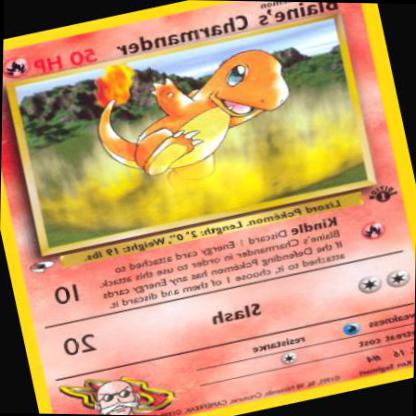 Blaine's Charmander 50 HP
Lizard Pokémon. Length: 2' 0", Weight: 19 lbs.
Kindle Discard 1 Energy card attached to
Blaine's Charmander in order to use this attack.
If the Defending Pokémon has any Energy cards
attached to it, choose 1 of them and discard it.
10
Slash 20
weakness
resistance
retreat cost